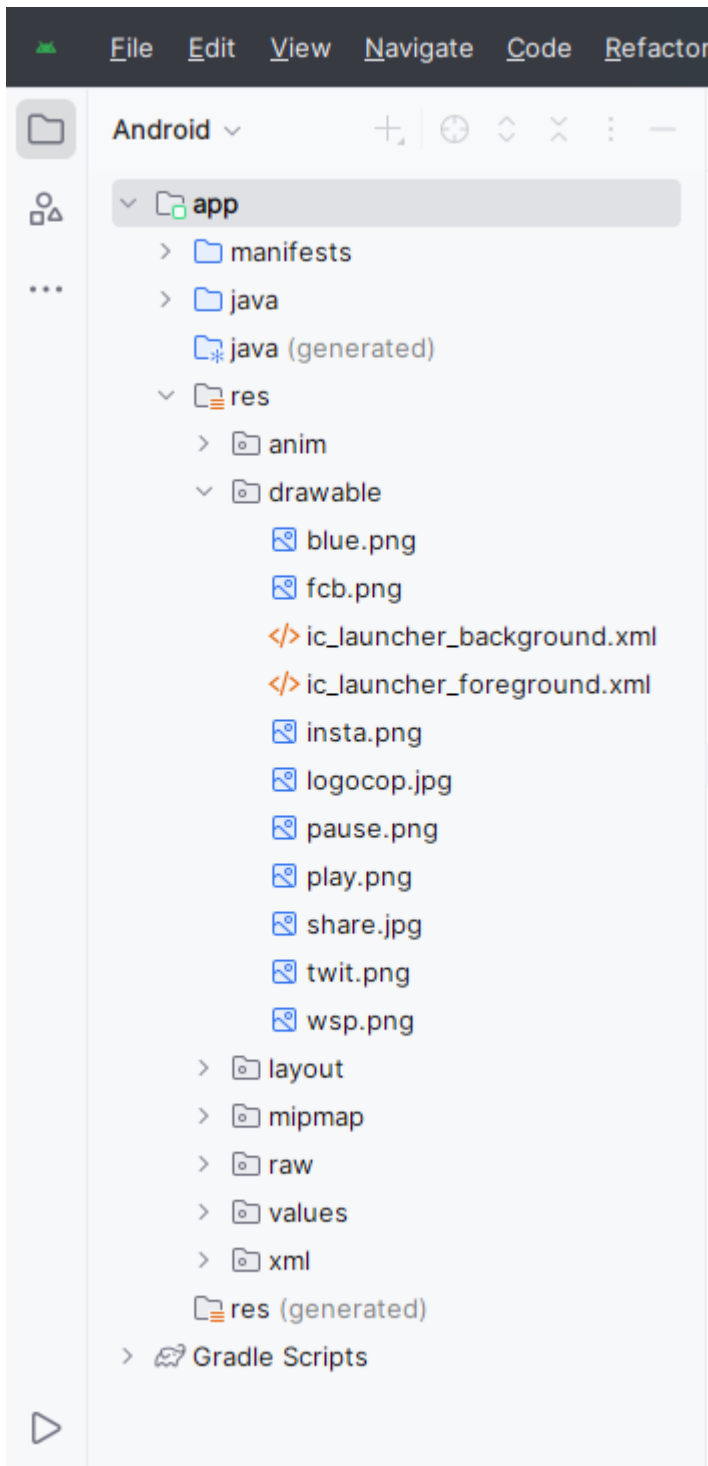 File Edit View Navigate Code Refactor
Android
app
manifests
java
java (generated)
res
anim
drawable
blue.png
fcb.png
ic_launcher_background.xml
ic_launcher_foreground.xml
insta.png
logocop.jpg
pause.png
play.png
share.jpg
twit.png
wsp.png
layout
mipmap
raw
values
xml
res (generated)
Gradle Scripts